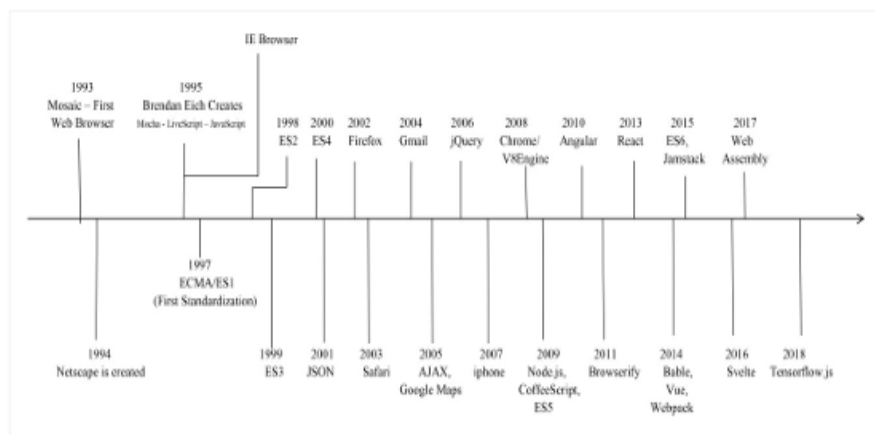 IE Browser
1993
Mosaic – First
Web Browser
1995
Brendan Eich Creates
Mocha - LiveScript – JavaScript
1998
ES2
2000
ES4
2002
Firefox
2004
Gmail
2006
jQuery
2008
Chrome/
V8Engine
2010
Angular
2013
React
2015
ES6,
Jamstack
2017
Web
Assembly
1997
ECMA/ES1
(First Standardization)
1994
Netscape is created
1999
ES3
2001
JSON
2003
Safari
2005
AJAX,
Google Maps
2007
iphone
2009
Node.js,
CoffeeScript,
ES5
2011
Browserify
2014
Bable,
Vue,
Webpack
2016
Svelte
2018
Tensorflow.js